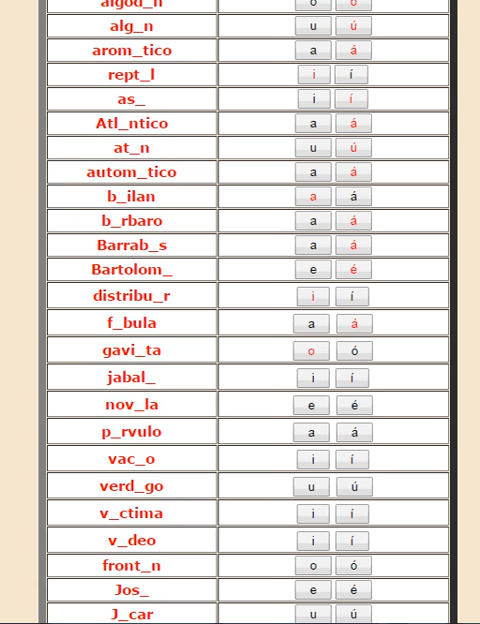 algod_n o ó
alg_n u ú
arom_tico a á
rept_l i í
as_ i í
Atl_ntico a á
at_n u ú
autom_tico a á
b_ilan a á
b_rbaro a á
Barrab_s a á
Bartolom_ e é
distribu_r i í
f_bula a á
gavi_ta o ó
jabal_ i í
nov_la e é
p_rvulo a á
vac_o i í
verd_go u ú
v_ctima i í
v_deo i í
front_n o ó
Jos_ e é
J_car u ú